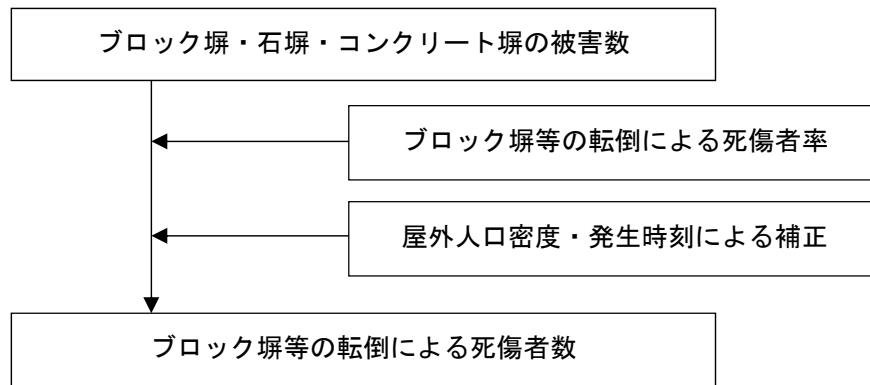 ブロック塀・石塀・コンクリート塀の被害数
ブロック塀等の転倒による死傷者率
屋外人口密度・発生時刻による補正
ブロック塀等の転倒による死傷者数